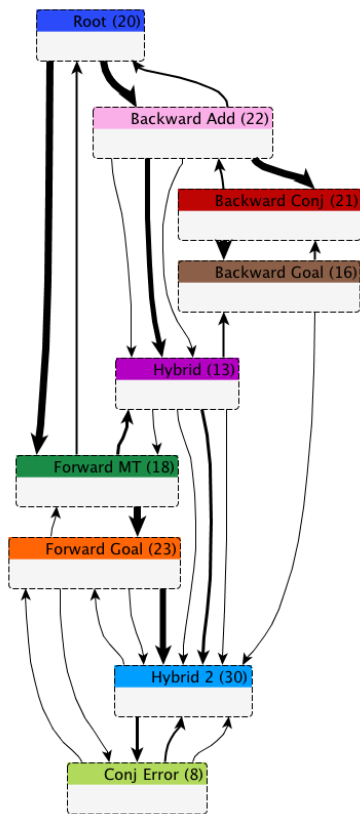 Root (20)
Backward Add (22)
Backward Conj (21)
Backward Goal (16)
Hybrid (13)
Forward MT (18)
Forward Goal (23)
Hybrid 2 (30)
Conj Error (8)